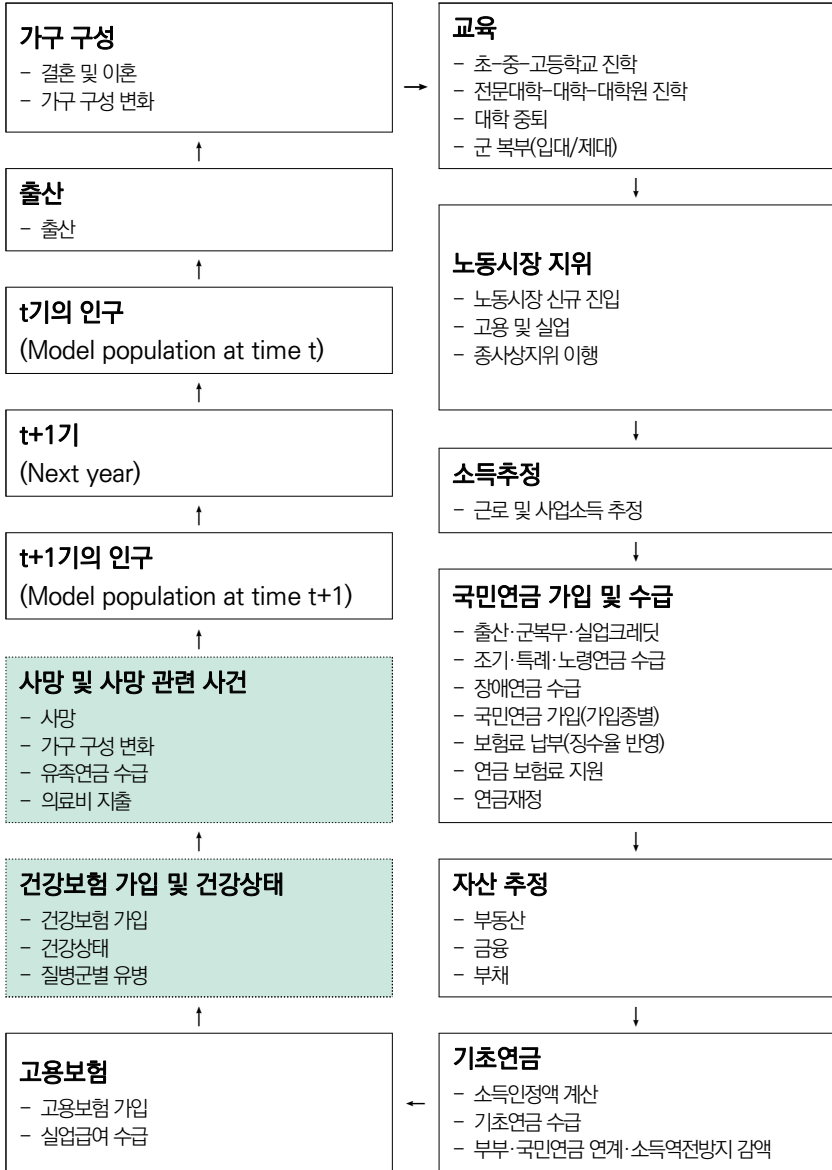 가구 구성
- 결혼 및 이혼
- 가구 구성 변화
출산
- 출산
t기의 인구
(Model population at time t)
t+1기
(Next year)
t+1기의 인구
(Model population at time t+1)
사망 및 사망 관련 사건
- 사망
- 가구 구성 변화
- 유족연금 수급
- 의료비 지출
건강보험 가입 및 건강상태
- 건강보험 가입
- 건강상태
- 질병군별 유병
고용보험
- 고용보험 가입
- 실업급여 수급
교육
- 초-중-고등학교 진학
- 전문대학-대학-대학원 진학
- 대학 중퇴
- 군 복부(입대/제대)
노동시장 지위
- 노동시장 신규 진입
- 고용 및 실업
- 종사상지위 이행
소득추정
- 근로 및 사업소득 추정
국민연금 가입 및 수급
- 출산·군복무·실업크레딧
- 조기·특례·노령연금 수급
- 장애연금 수급
- 국민연금 가입(가입종별)
- 보험료 납부(징수율 반영)
- 연금 보험료 지원
- 연금재정
자산 추정
- 부동산
- 금융
- 부채
기초연금
- 소득인정액 계산
- 기초연금 수급
- 부부·국민연금 연계·소득역전방지 감액